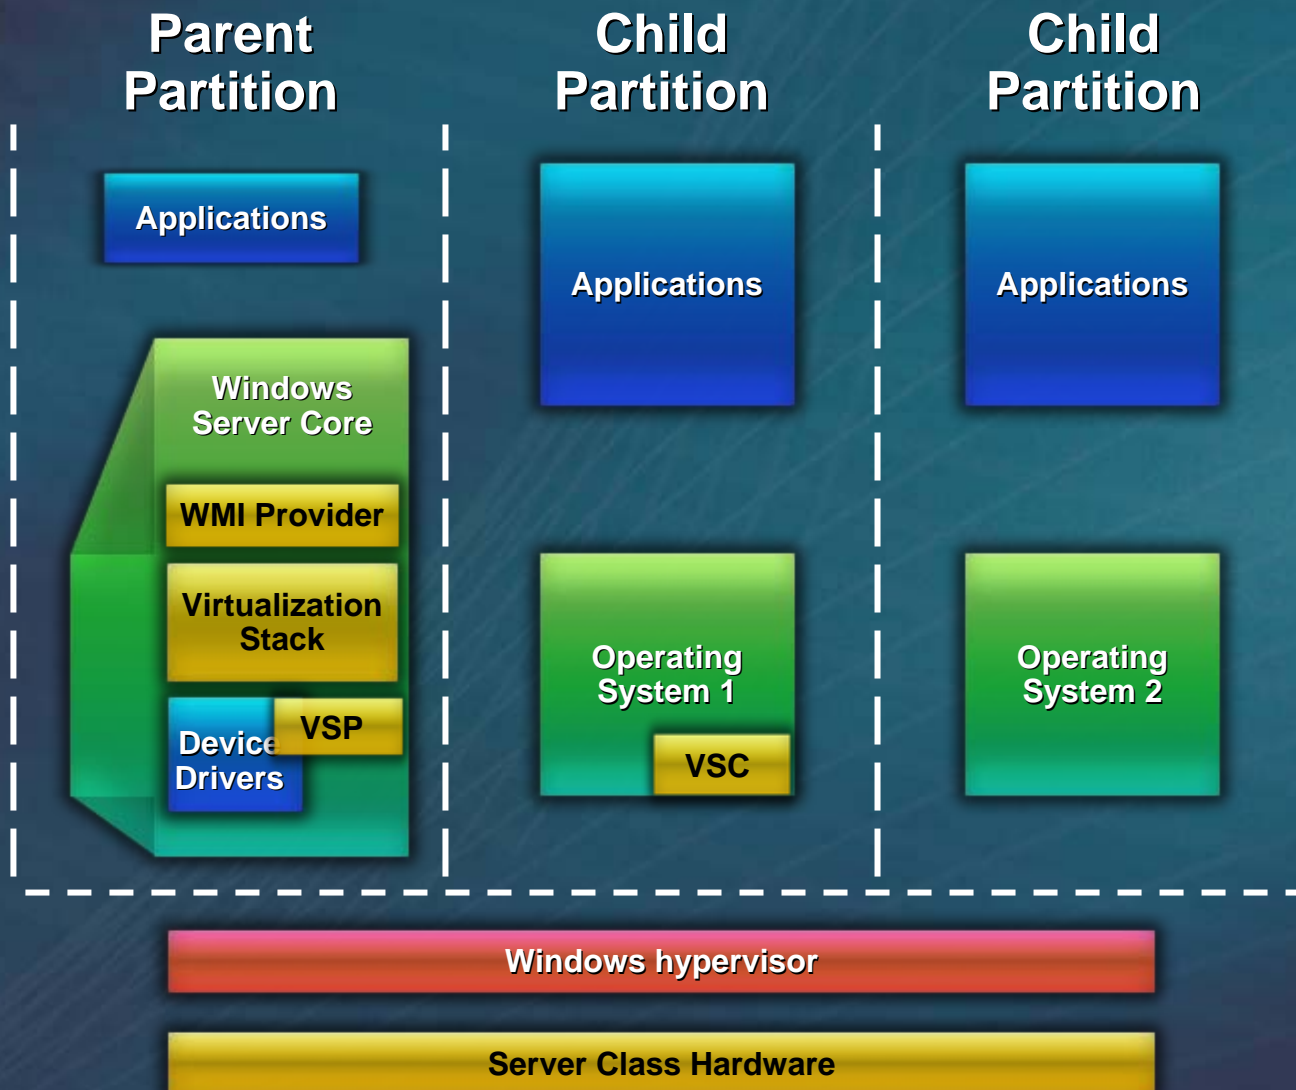 Parent
Partition
Child
Partition
Child
Partition
Applications
Windows
Server Core
WMI Provider
Virtualization
Stack
Device
Drivers
VSP
Applications
Operating
System 1
VSC
Applications
Operating
System 2
Windows hypervisor
Server Class Hardware